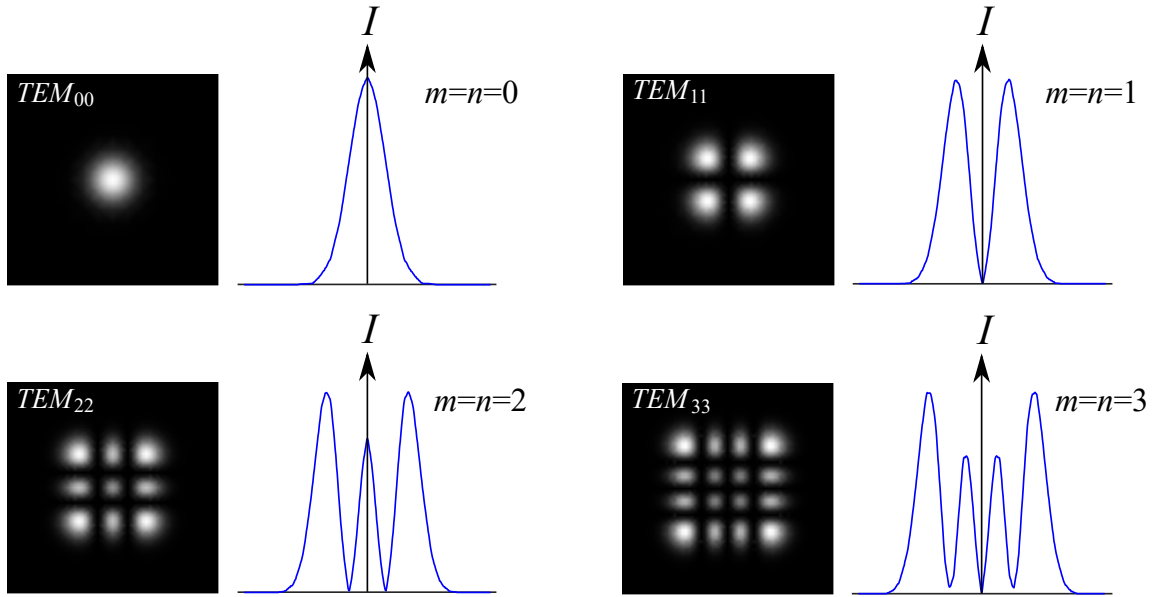 I
TEM₀₀
m=n=0
I
TEM₁₁
m=n=1
I
TEM₂₂
m=n=2
I
TEM₃₃
m=n=3